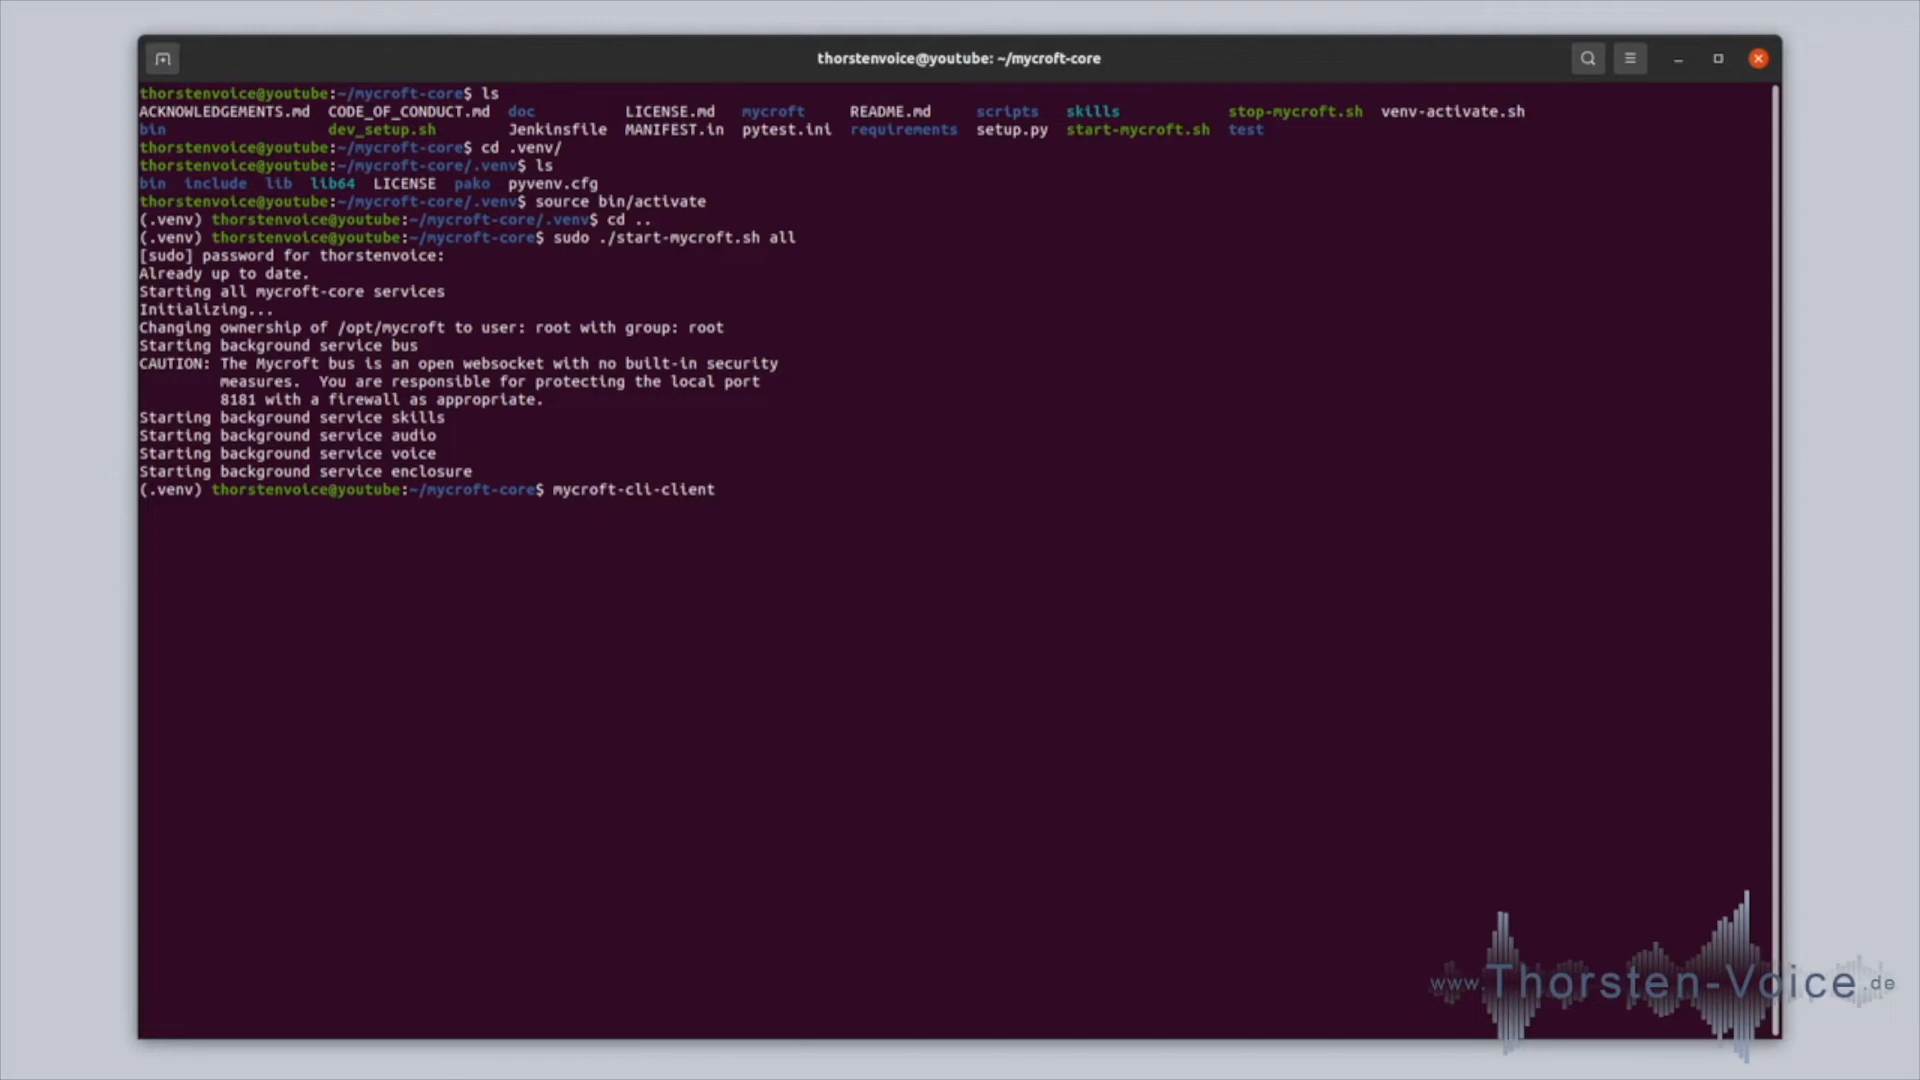 thorstenvoice@youtube: ~/mycroft-core
thorstenvoice@youtube:~/mycroft-core$ ls
ACKNOWLEDGEMENTS.md  CODE_OF_CONDUCT.md  doc          LICENSE.md   mycroft     README.md     scripts   skills            stop-mycroft.sh  venv-activate.sh
bin                  dev_setup.sh        Jenkinsfile  MANIFEST.in  pytest.ini  requirements  setup.py  start-mycroft.sh  test
thorstenvoice@youtube:~/mycroft-core$ cd .venv/
thorstenvoice@youtube:~/mycroft-core/.venv$ ls
bin  include  lib  lib64  LICENSE  pako  pyvenv.cfg
thorstenvoice@youtube:~/mycroft-core/.venv$ source bin/activate
(.venv) thorstenvoice@youtube:~/mycroft-core/.venv$ cd ..
(.venv) thorstenvoice@youtube:~/mycroft-core$ sudo ./start-mycroft.sh all
[sudo] password for thorstenvoice:
Already up to date.
Starting all mycroft-core services
Initializing...
Changing ownership of /opt/mycroft to user: root with group: root
Starting background service bus
CAUTION: The Mycroft bus is an open websocket with no built-in security
         measures.  You are responsible for protecting the local port
         8181 with a firewall as appropriate.
Starting background service skills
Starting background service audio
Starting background service voice
Starting background service enclosure
(.venv) thorstenvoice@youtube:~/mycroft-core$ mycroft-cli-client
www.Thorsten-Voice.de